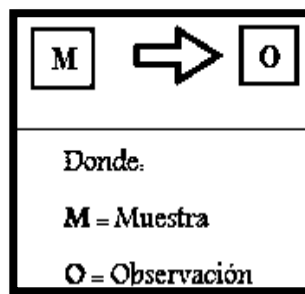 M O
Donde:
M = Muestra
O = Observación